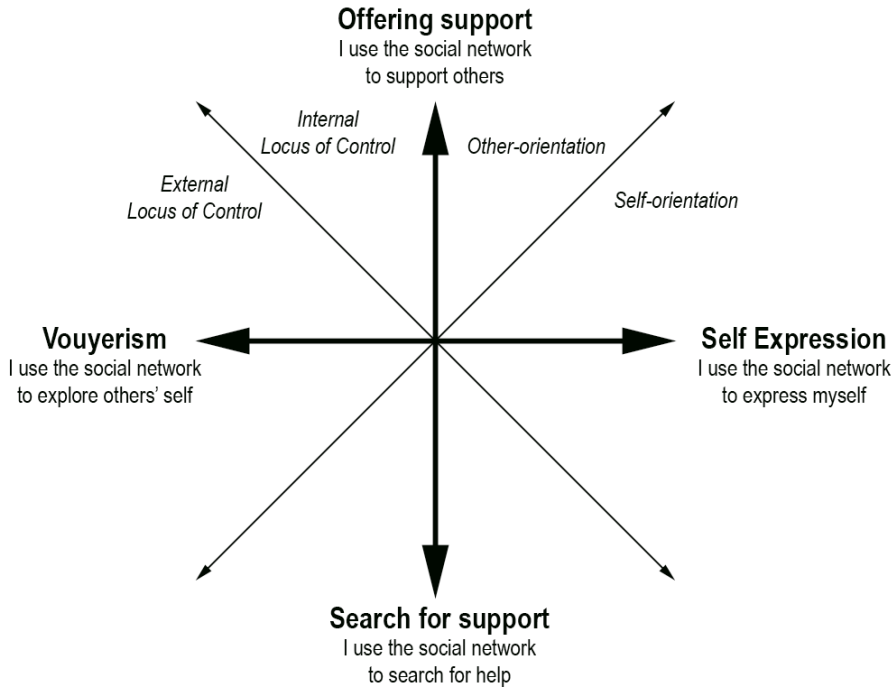 Offering support
I use the social network
to support others
Internal
Locus of Control
Other-orientation
External
Locus of Control
Self-orientation
Vouyerism
I use the social network
to explore others' self
Self Expression
I use the social network
to express myself
Search for support
I use the social network
to search for help